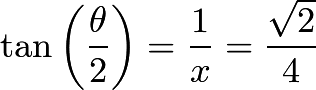 tan(θ/2) = 1/x = √2/4